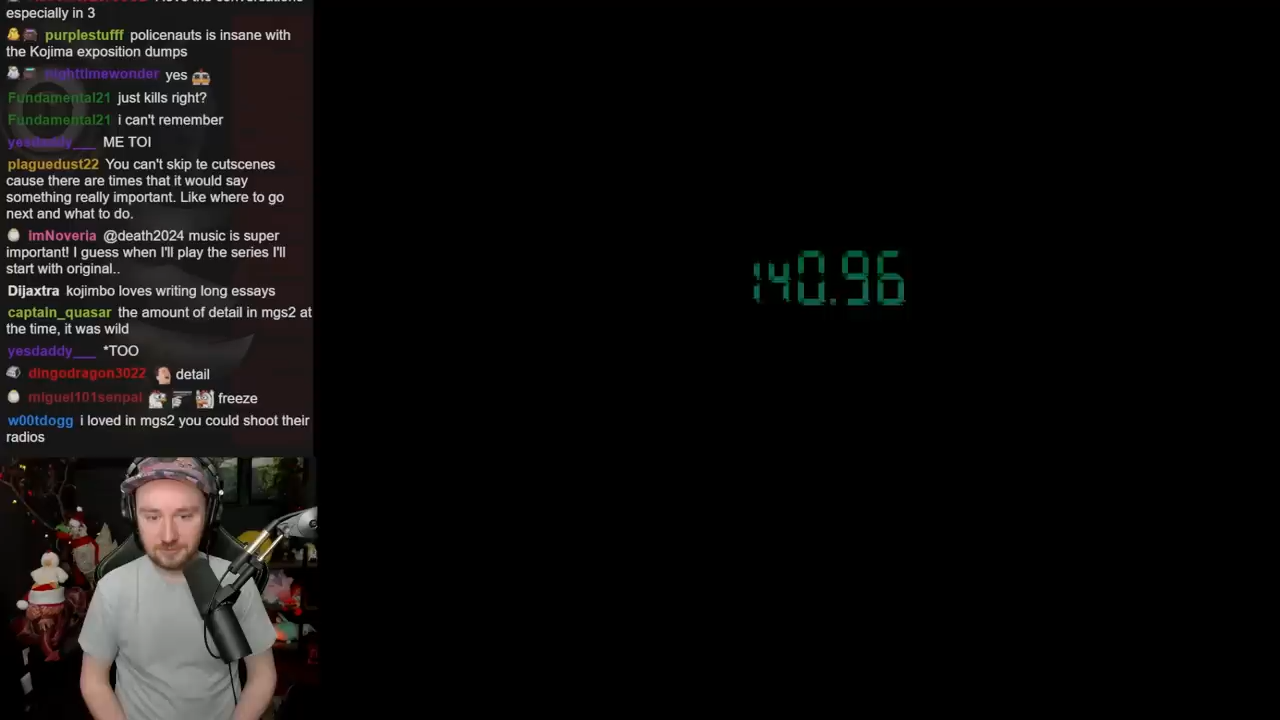 especially in 3
purplestufff policenauts is insane with
the Kojima exposition dumps
nighttimewonder yes
Fundamental21 just kills right?
Fundamental21 i can't remember
yesdaddy___ ME TOI
plaguedust22 You can't skip te cutscenes
cause there are times that it would say
something really important. Like where to go
next and what to do.
imNoveria @death2024 music is super
important! I guess when I'll play the series I'll
start with original..
Dijaxtra kojimbo loves writing long essays
captain_quasar the amount of detail in mgs2 at
the time, it was wild
yesdaddy___ *TOO
dingodragon3022 detail
miguel101senpai freeze
w00tdogg i loved in mgs2 you could shoot their
radios
140.96